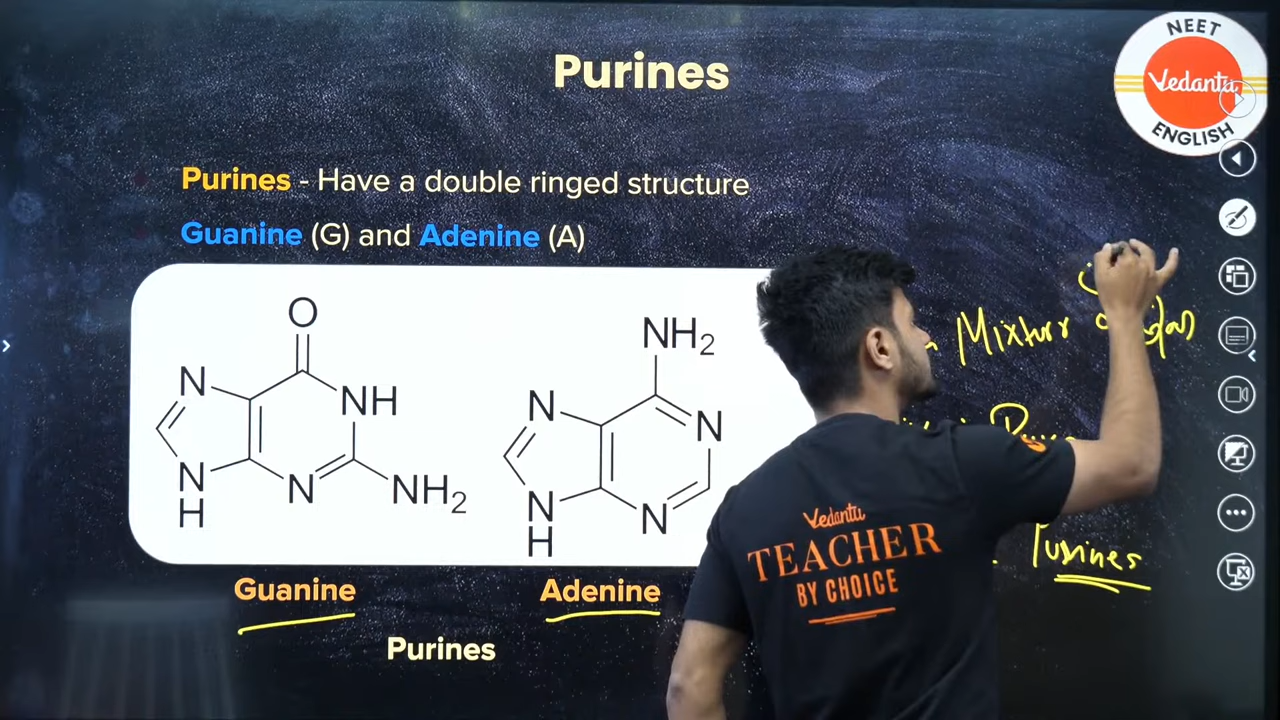 Purines
NEET
Vedantu
ENGLISH
Purines - Have a double ringed structure
Guanine (G) and Adenine (A)
O
N
NH
N
H
N
NH2
NH2
N
N
N
H
N
Mixture
Purines
Guanine
Adenine
Purines
Vedantu
TEACHER
BY CHOICE